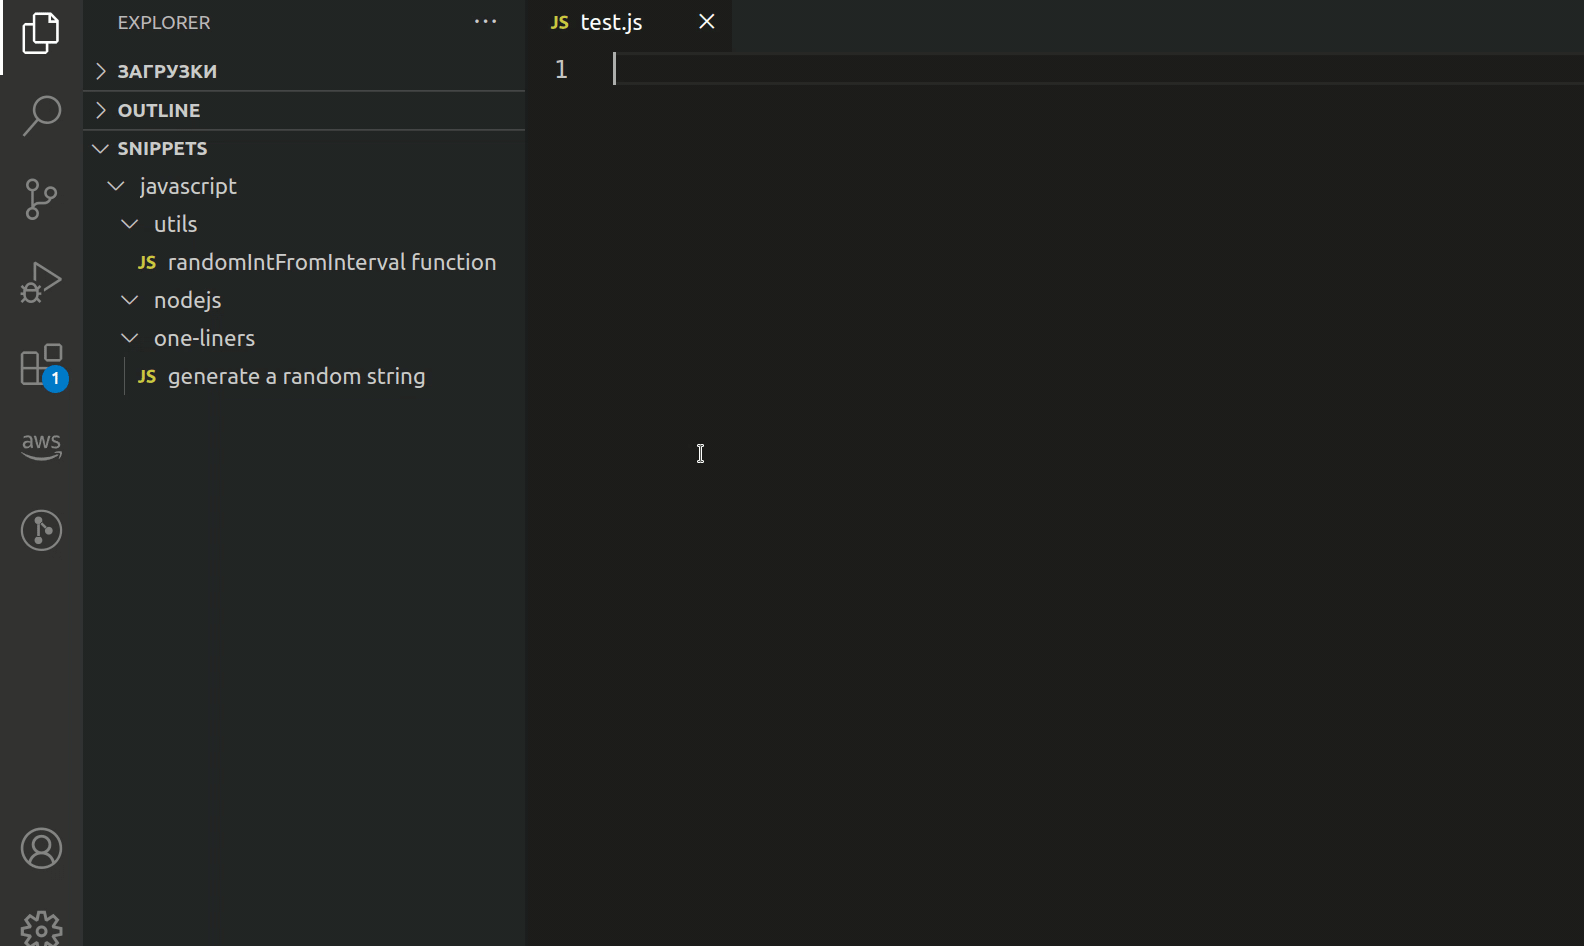 EXPLORER
ЗАГРУЗКИ
OUTLINE
SNIPPETS
javascript
utils
JS randomIntFromInterval function
nodejs
one-liners
JS generate a random string
1
aws
JS test.js
1